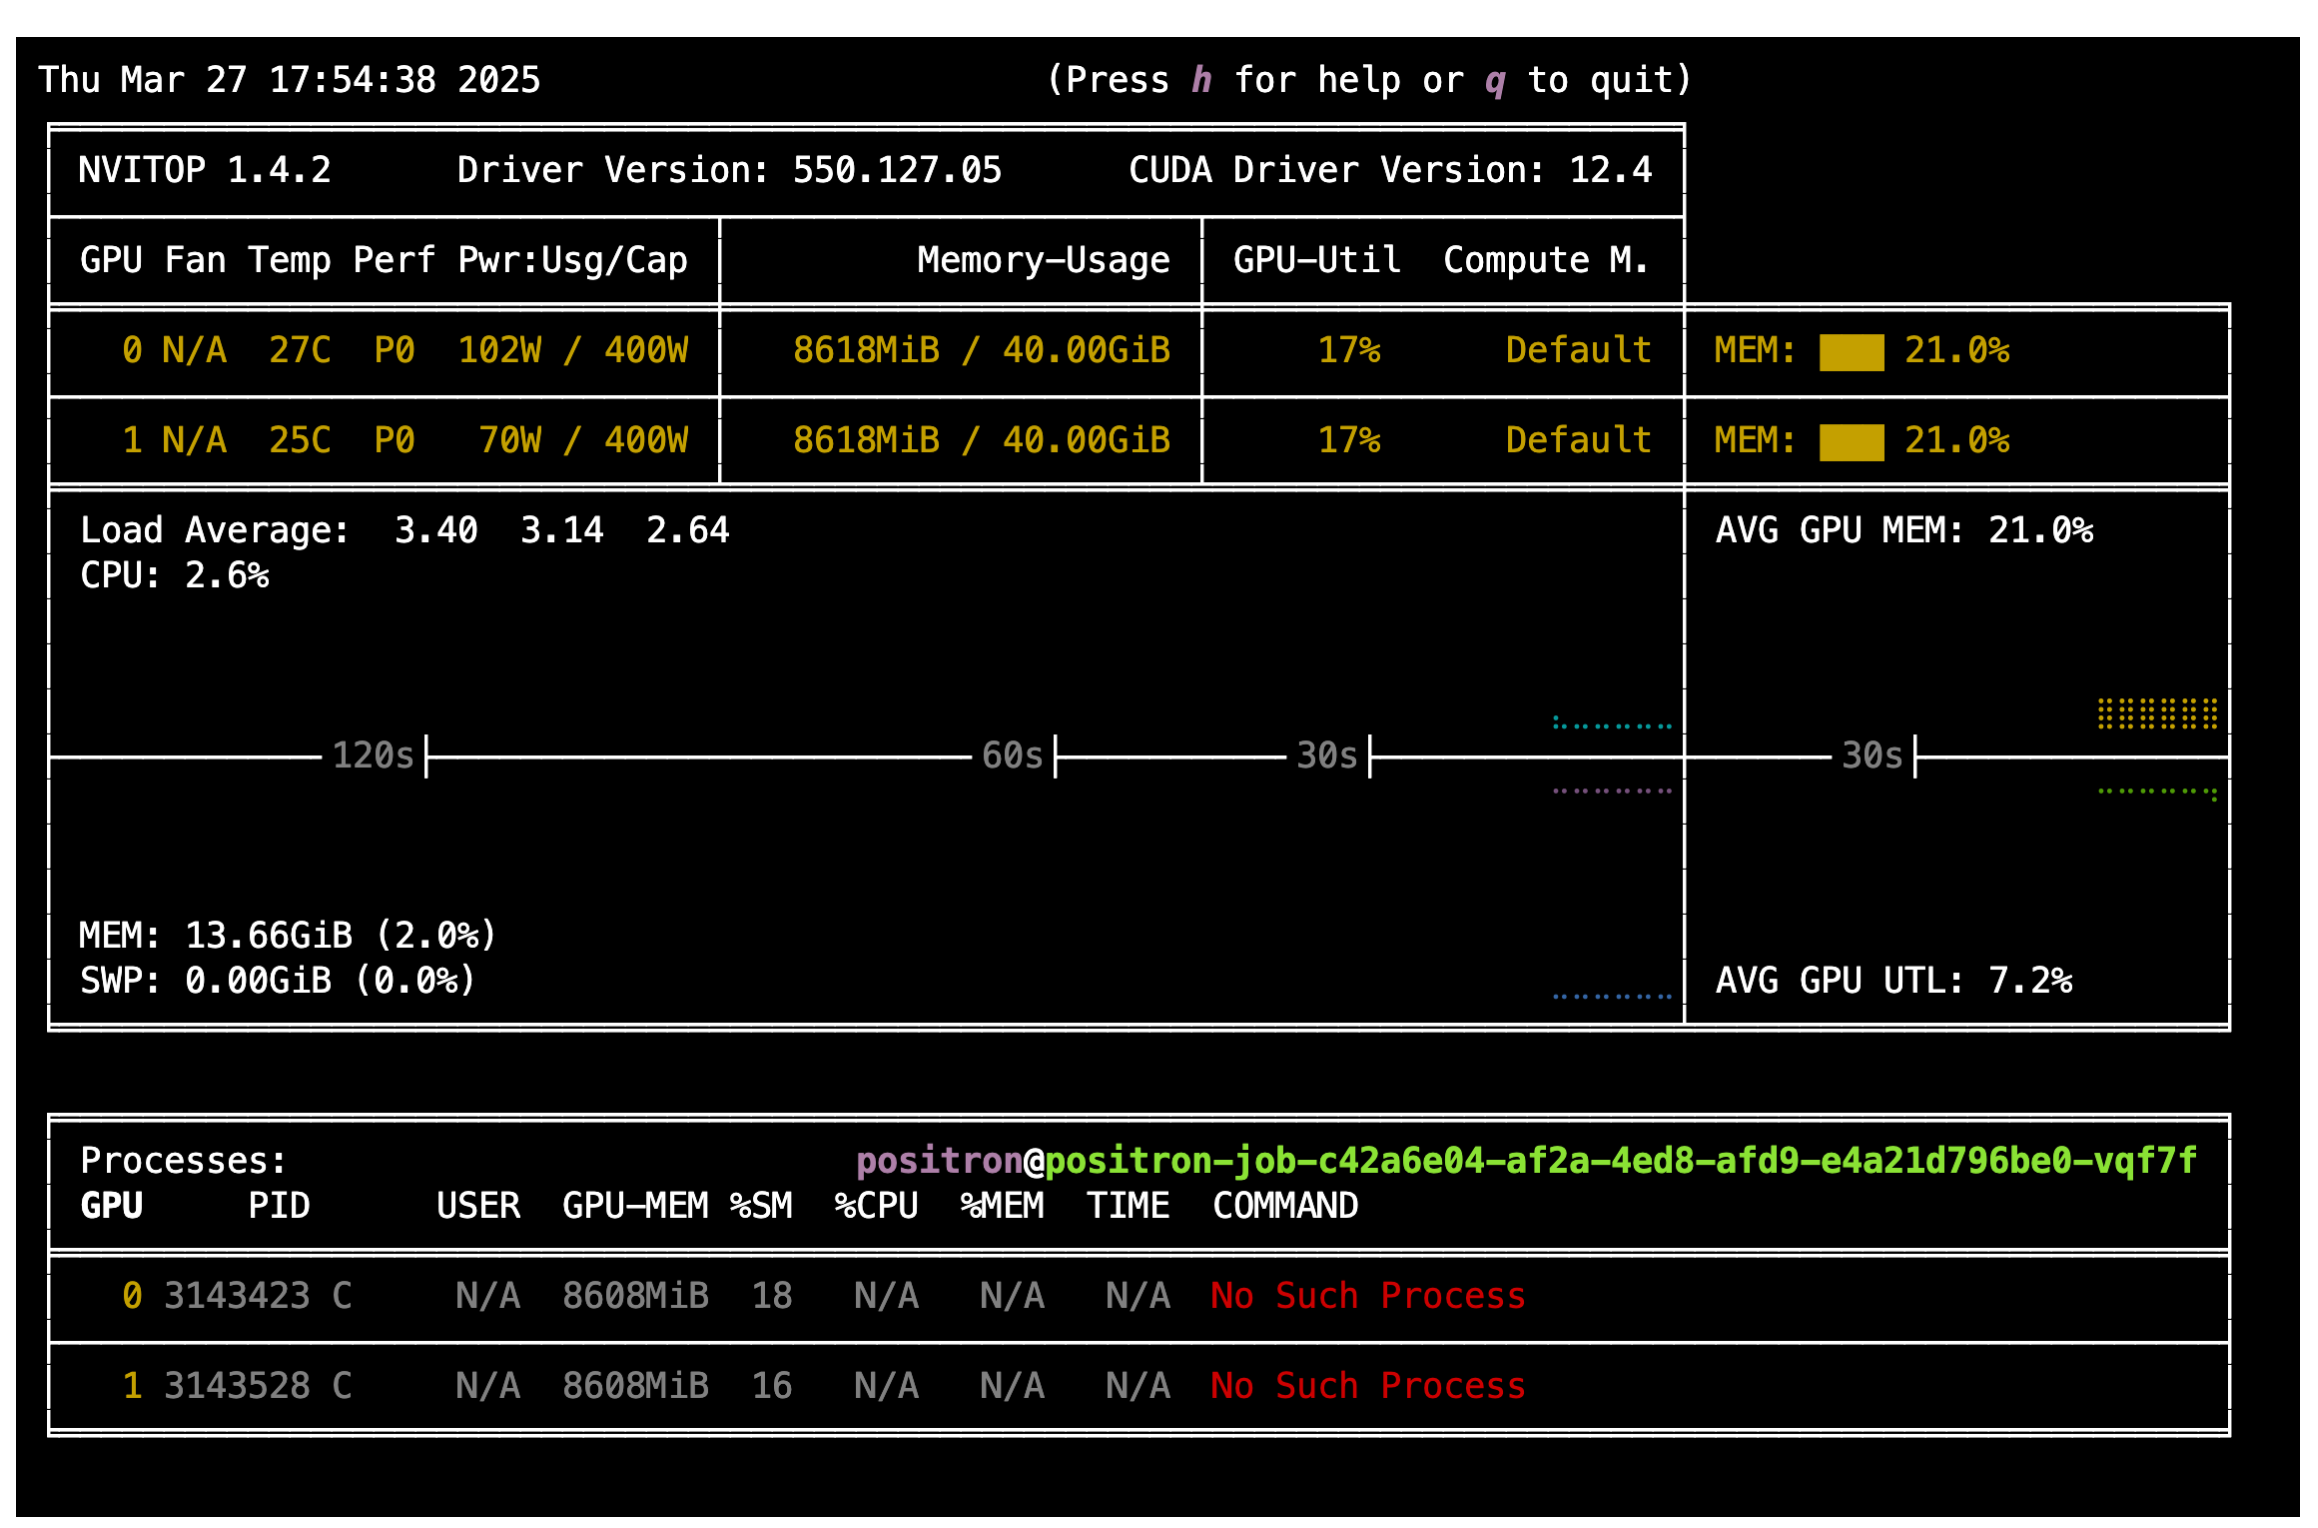 Thu Mar 27 17:54:38 2025 (Press h for help or q to quit)
NVITOP 1.4.2 Driver Version: 550.127.05 CUDA Driver Version: 12.4
GPU Fan Temp Perf Pwr:Usg/Cap Memory-Usage GPU-Util Compute M.
0 N/A 27C P0 102W / 400W 8618MiB / 40.00GiB 17% Default MEM: 21.0%
1 N/A 25C P0 70W / 400W 8618MiB / 40.00GiB 17% Default MEM: 21.0%
Load Average: 3.40 3.14 2.64 AVG GPU MEM: 21.0%
CPU: 2.6%
120s 60s 30s 30s
MEM: 13.66GiB (2.0%)
SWP: 0.00GiB (0.0%) AVG GPU UTL: 7.2%
Processes: positron@positron-job-c42a6e04-af2a-4ed8-afd9-e4a21d796be0-vqf7f
GPU PID USER GPU-MEM %SM %CPU %MEM TIME COMMAND
0 3143423 C N/A 8608MiB 18 N/A N/A N/A No Such Process
1 3143528 C N/A 8608MiB 16 N/A N/A N/A No Such Process